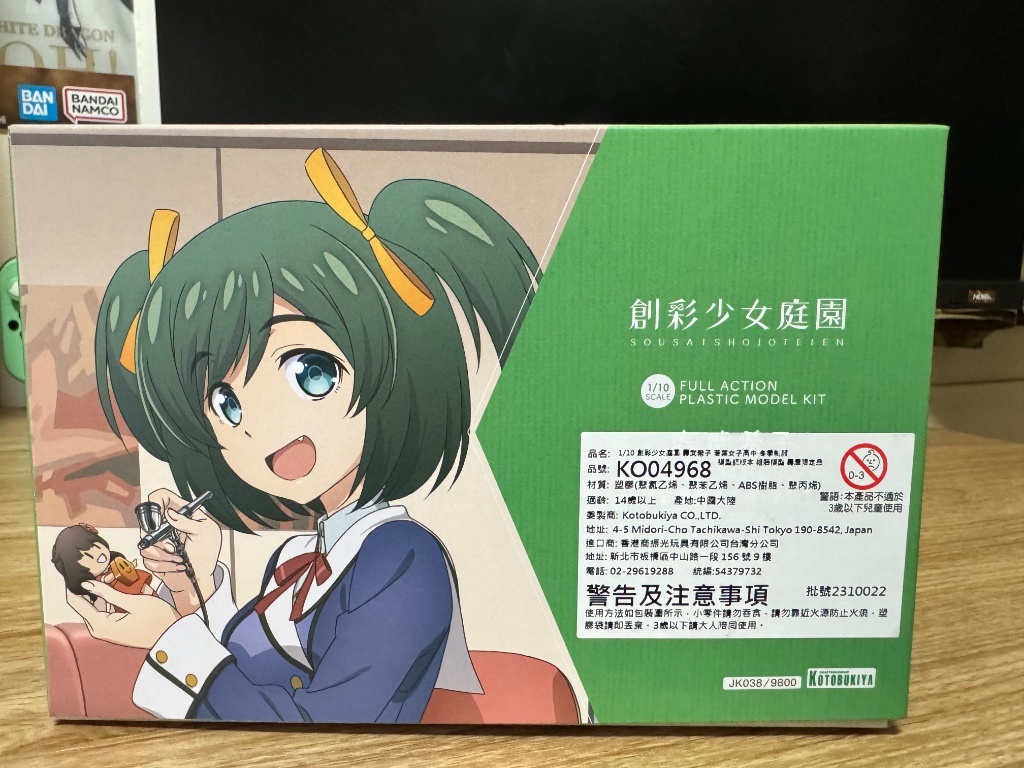 HITE DRAGON
BAN
DAI
BANDAI
NAMCO
創彩少女庭園
SOUSAISHOJOTEIEN
1/10
SCALE
FULL ACTION
PLASTIC MODEL KIT
品名: 1/10 創彩少女庭園
品號: KO04968
0-3
材質: 塑膠(聚氯乙烯、聚苯乙烯、ABS樹脂、聚丙烯)
警語:本產品不適於
3歲以下兒童使用
適齡: 14歲以上 產地:中國大陸
委製商: Kotobukiya CO.,LTD.
地址: 4-5 Midori-Cho Tachikawa-Shi Tokyo 190-8542, Japan
進口商: 香港商振光玩具有限公司台灣分公司
地址: 新北市板橋區中山路一段 156 號 9 樓
電話: 02-29619288 統編:54379732
警告及注意事項 批號2310022
使用方法如包裝圖所示，小零件請勿吞食，請勿靠近火源防止火燒，塑
膠袋請即丟棄。3歲以下請大人陪同使用。
JK038/9800
KOTOBUKIYA